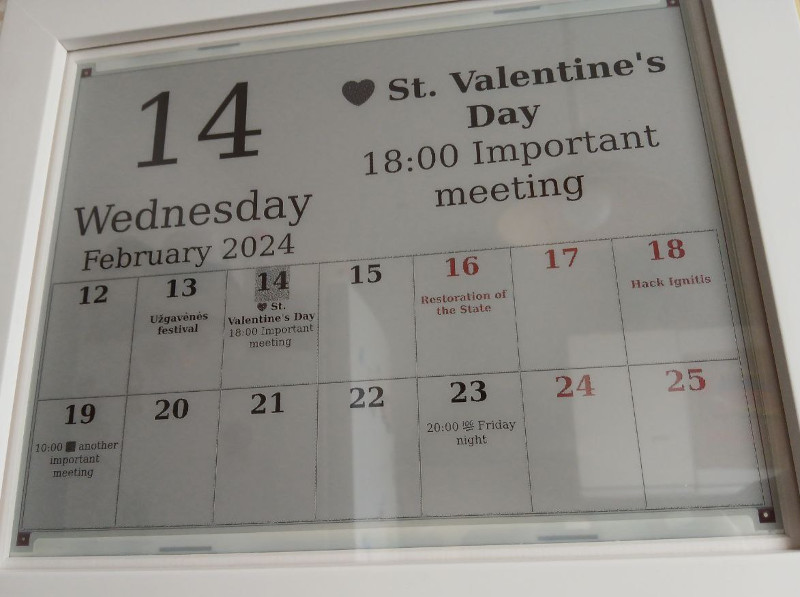 14
Wednesday
February 2024
♥ St. Valentine's
Day
18:00 Important
meeting
12
13
Užgavėnės
festival
14
♥ St.
Valentine's Day
18:00 Important
meeting
15
16
Restoration of
the State
17
18
Hack Ignitis
19
10:00 another
important
meeting
20
21
22
23
20:00 Friday
night
24
25